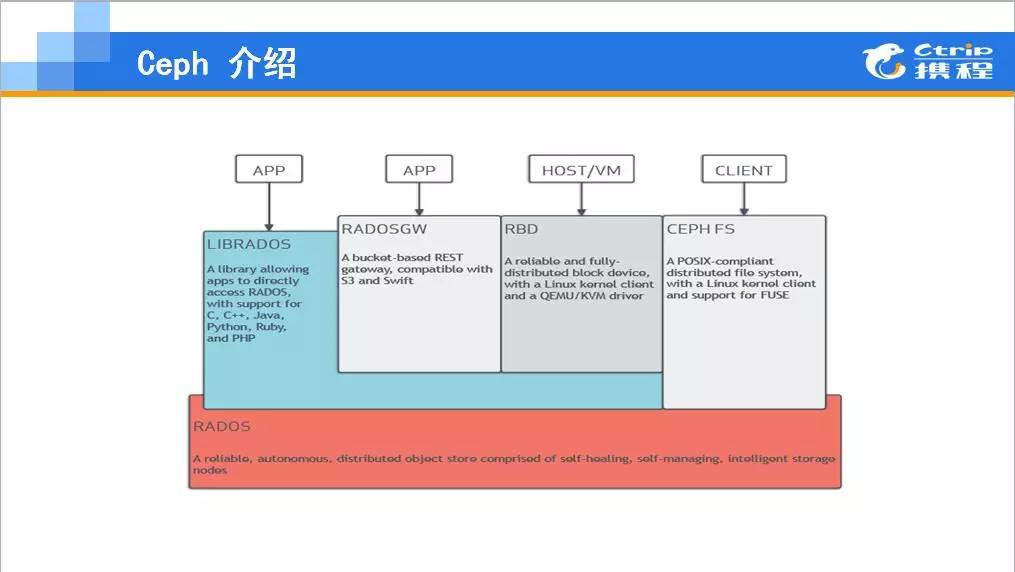 Ceph 介绍
Ctrip
携程
APP
APP
HOST/VM
CLIENT
LIBRADOS
A library allowing
apps to directly
access RADOS,
with support for
C, C++, Java,
Python, Ruby,
and PHP
RADOSGW
A bucket-based REST
gateway, compatible with
S3 and Swift
RBD
A reliable and fully-
distributed block device,
with a Linux kernel client
and a QEMU/KVM driver
CEPH FS
A POSIX-compliant
distributed file system,
with a Linux kernel client
and support for FUSE
RADOS
A reliable, autonomous, distributed object store comprised of self-healing, self-managing, intelligent storage
nodes